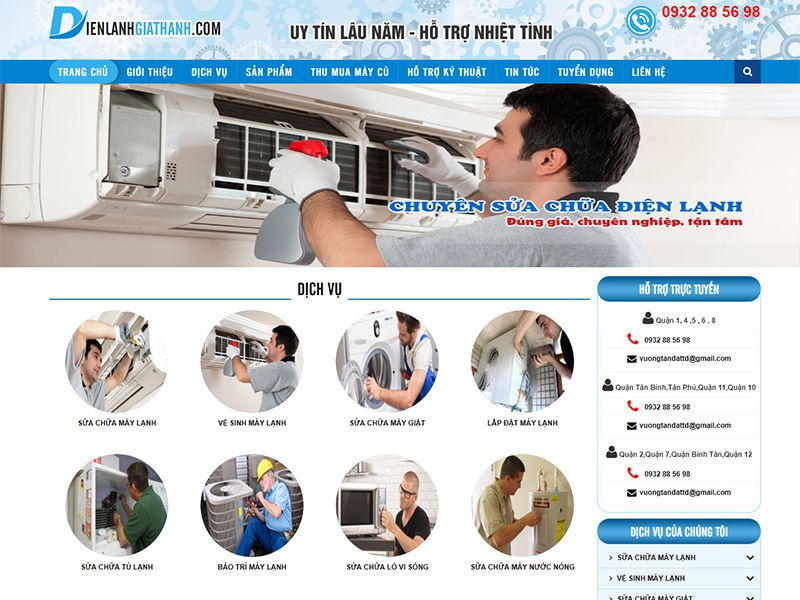 DIENLANHGIATHANH.COM
UY TÍN LÂU NĂM - HỖ TRỢ NHIỆT TÌNH
0932 88 56 98
TRANG CHỦ GIỚI THIỆU DỊCH VỤ SẢN PHẨM THU MUA MÁY CŨ HỖ TRỢ KỸ THUẬT TIN TỨC TUYỂN DỤNG LIÊN HỆ
CHUYÊN SỬA CHỮA ĐIỆN LẠNH
Đúng giá, chuyên nghiệp, tận tâm
DỊCH VỤ
SỬA CHỮA MÁY LẠNH
VỆ SINH MÁY LẠNH
SỬA CHỮA MÁY GIẶT
LẮP ĐẶT MÁY LẠNH
SỬA CHỮA TỦ LẠNH
BẢO TRÌ MÁY LẠNH
SỬA CHỮA LÒ VI SÓNG
SỬA CHỮA MÁY NƯỚC NÓNG
HỖ TRỢ TRỰC TUYẾN
Quận 1, 4 ,5 , 6 , 8
0932 88 56 98
vuongtandattd@gmail.com
Quận Tân Bình,Tân Phú,Quận 11,Quận 10
0932 88 56 98
vuongtandattd@gmail.com
Quận 2,Quận 7,Quận Bình Tân,Quận 12
0932 88 56 98
vuongtandattd@gmail.com
DỊCH VỤ CỦA CHÚNG TÔI
SỬA CHỮA MÁY LẠNH
VỆ SINH MÁY LẠNH
SỬA CHỮA MÁY GIẶT